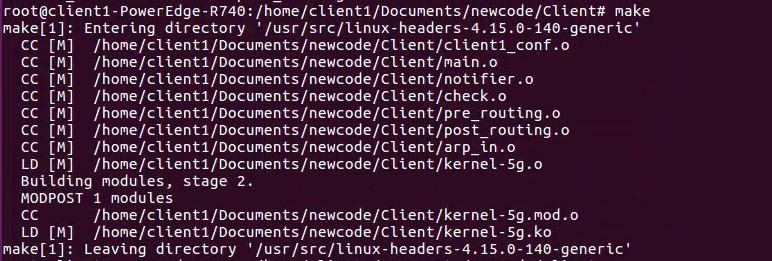 root@client1-PowerEdge-R740:/home/client1/Documents/newcode/Client# make
make[1]: Entering directory '/usr/src/linux-headers-4.15.0-140-generic'
  CC [M]  /home/client1/Documents/newcode/Client/client1_conf.o
  CC [M]  /home/client1/Documents/newcode/Client/main.o
  CC [M]  /home/client1/Documents/newcode/Client/notifier.o
  CC [M]  /home/client1/Documents/newcode/Client/check.o
  CC [M]  /home/client1/Documents/newcode/Client/pre_routing.o
  CC [M]  /home/client1/Documents/newcode/Client/post_routing.o
  CC [M]  /home/client1/Documents/newcode/Client/arp_in.o
  LD [M]  /home/client1/Documents/newcode/Client/kernel-5g.o
  Building modules, stage 2.
  MODPOST 1 modules
  CC      /home/client1/Documents/newcode/Client/kernel-5g.mod.o
  LD [M]  /home/client1/Documents/newcode/Client/kernel-5g.ko
make[1]: Leaving directory '/usr/src/linux-headers-4.15.0-140-generic'